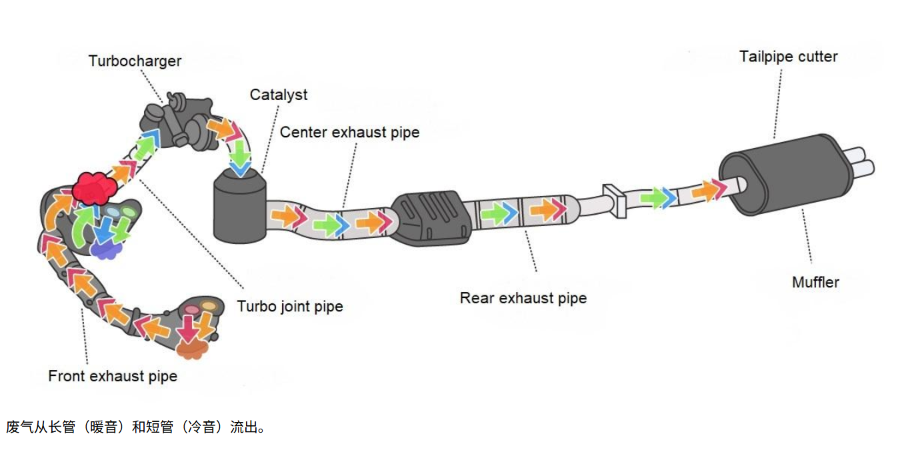 Turbocharger
Tailpipe cutter
Catalyst
Center exhaust pipe
Muffler
Rear exhaust pipe
Turbo joint pipe
Front exhaust pipe
废气从长管（暖音）和短管（冷音）流出。